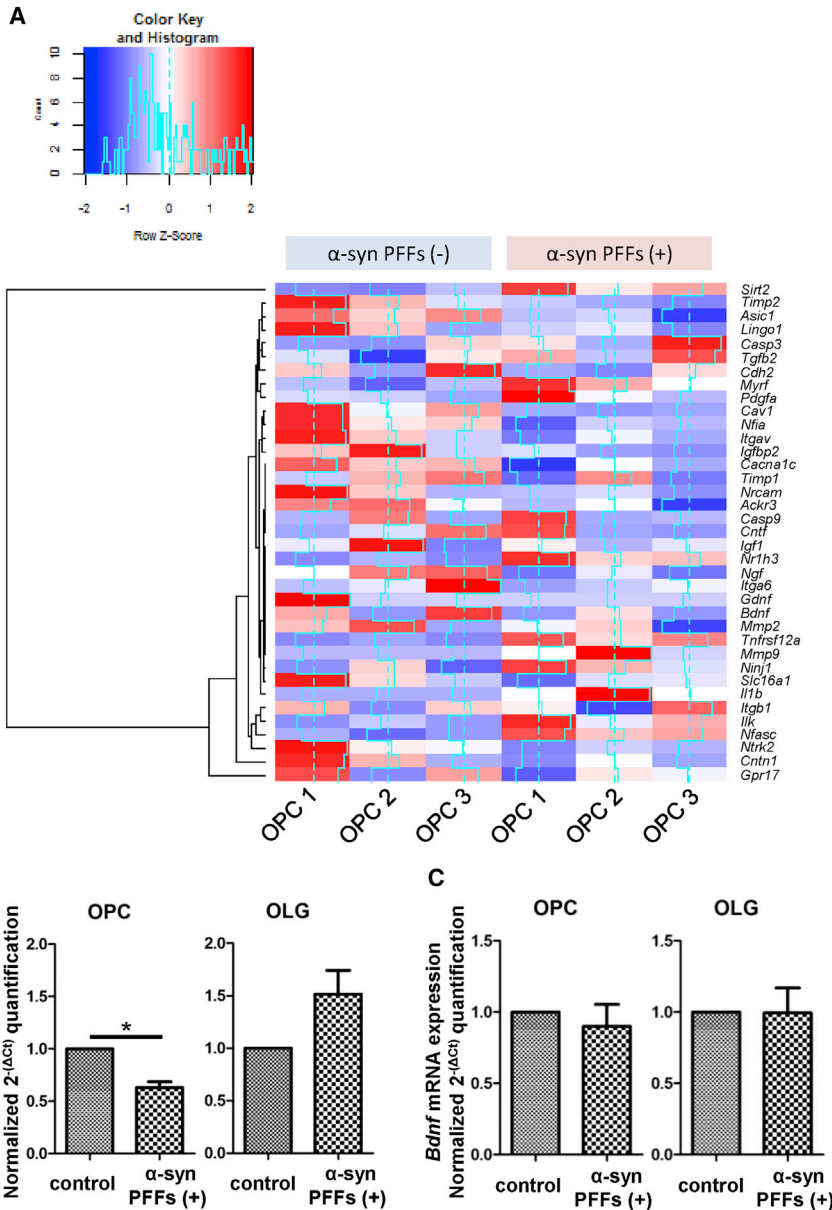 A
Color Key
and Histogram
Count
0 2 4 6 8 10
-2 -1 0 1 2
Row Z-Score
α-syn PFFs (-)
α-syn PFFs (+)
Sirt2
Timp2
Asic1
Lingo1
Casp3
Tgfb2
Cdh2
Myrf
Pdgfa
Cav1
Nfia
Itgav
Igfbp2
Cacna1c
Timp1
Nrcam
Ackr3
Casp9
Cntf
Igf1
Nr1h3
Ngf
Itga6
Gdnf
Bdnf
Mmp2
Tnfrsf12a
Mmp9
Ninj1
Slc16a1
Il1b
Itgb1
Ilk
Nfasc
Ntrk2
Cntn1
Gpr17
OPC 1
OPC 2
OPC 3
OPC 1
OPC 2
OPC 3
OPC
Normalized 2-(ΔCt) quantification
2.0
1.5
1.0
0.5
0.0
*
control
α-syn
PFFs (+)
OLG
2.0
1.5
1.0
0.5
0.0
control
α-syn
PFFs (+)
C
OPC
Bdnf mRNA expression
Normalized 2-(ΔCt) quantification
1.5
1.0
0.5
0.0
control
α-syn
PFFs (+)
OLG
1.5
1.0
0.5
0.0
control
α-syn
PFFs (+)